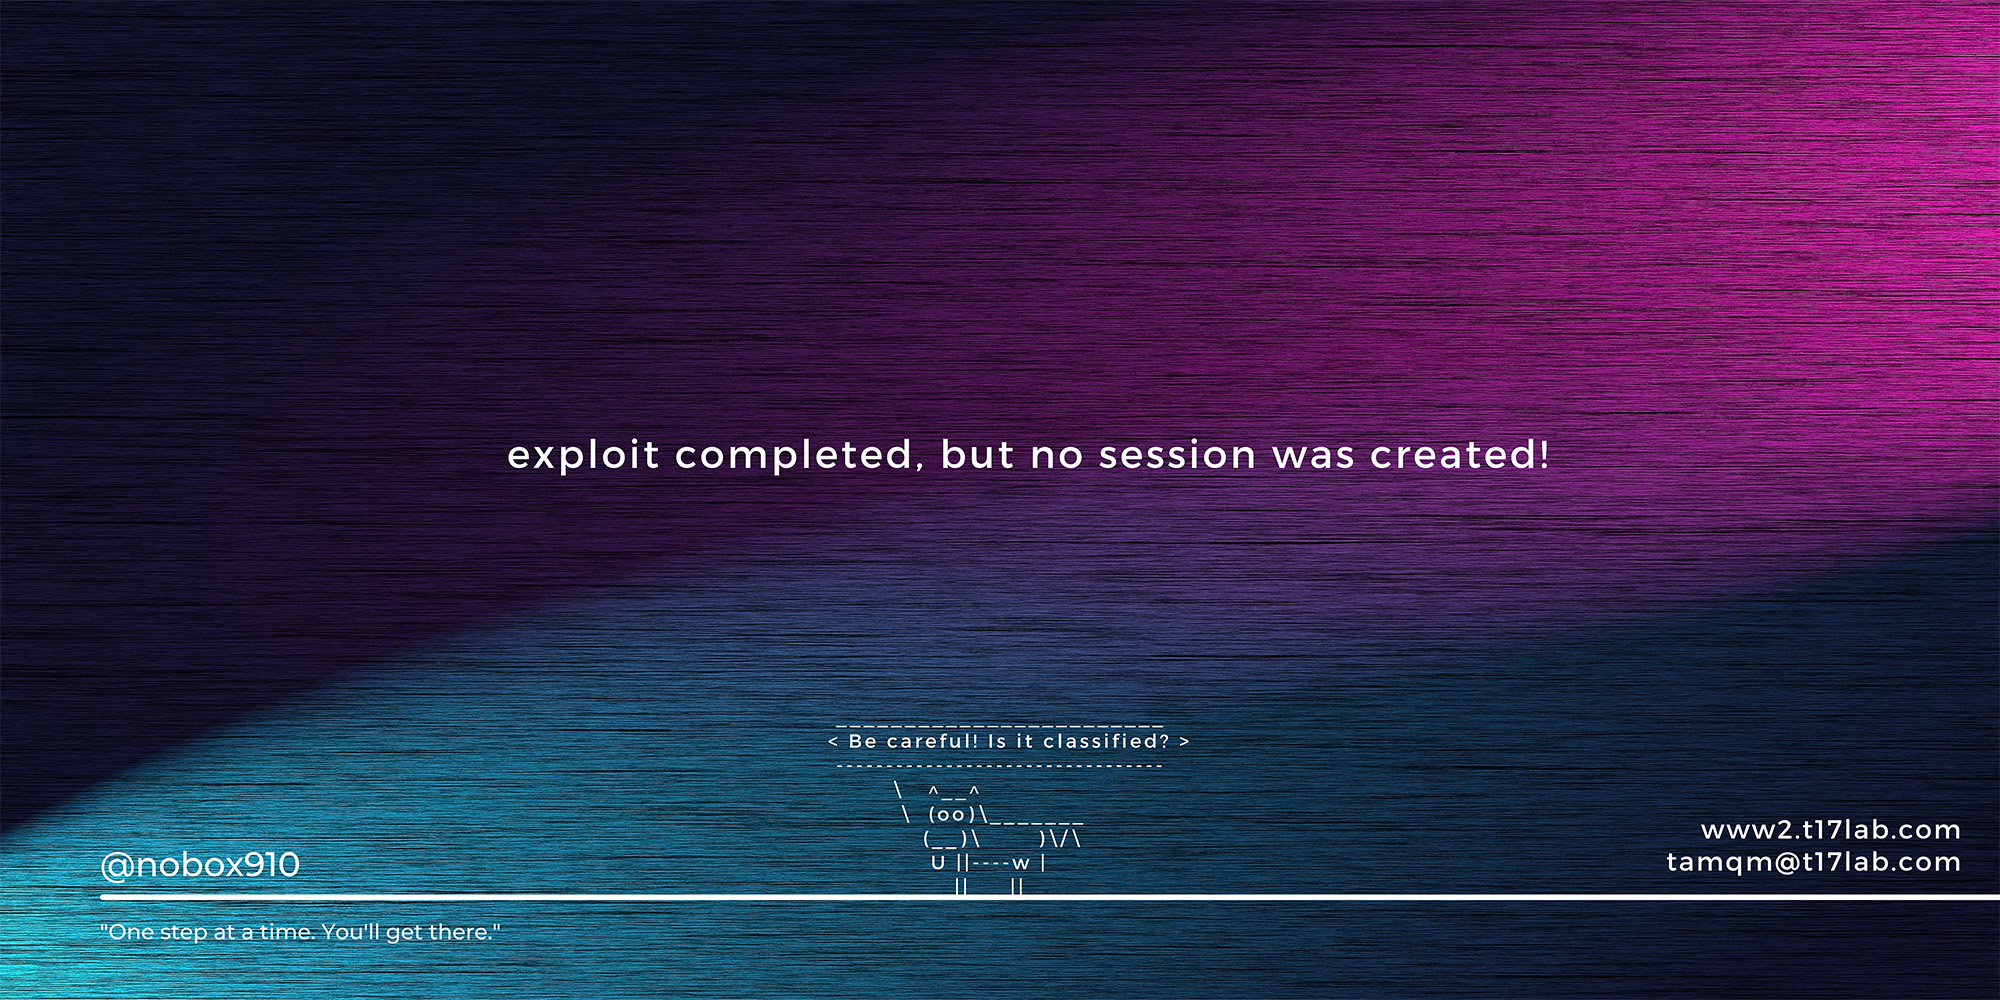 exploit completed, but no session was created!
________________________
< Be careful! Is it classified? >
-------------------------------
\   ^__^
 \  (oo)\_______
    (__)\       )\/\
     U ||----w |
       ||     ||
www2.t17lab.com
tamqm@t17lab.com
@nobox910
"One step at a time. You'll get there."